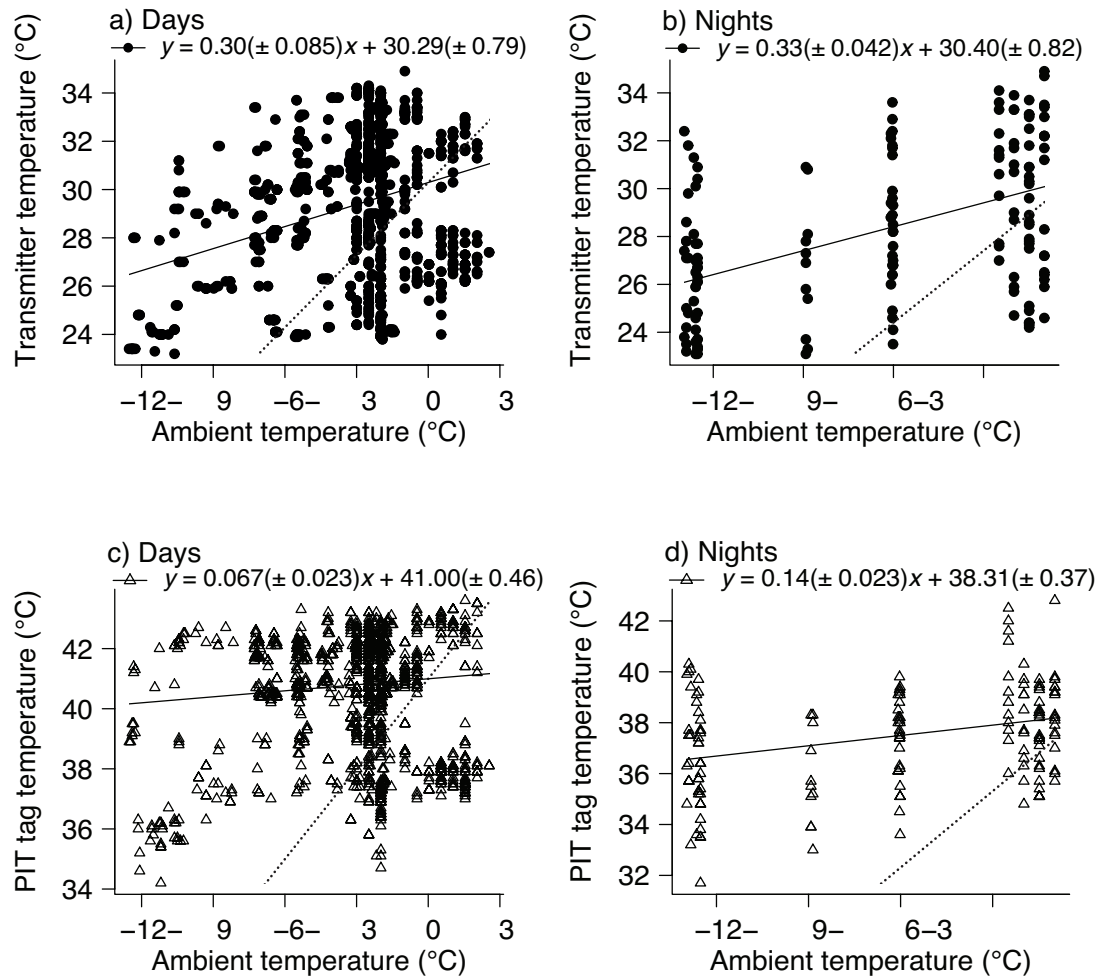 a) Days
y = 0.30(± 0.085)x + 30.29(± 0.79)
Transmitter temperature (°C)
34
32
30
28
26
24
−12− 9 −6− 3 0 3
Ambient temperature (°C)
b) Nights
y = 0.33(± 0.042)x + 30.40(± 0.82)
Transmitter temperature (°C)
34
32
30
28
26
24
−12− 9− 6−3
Ambient temperature (°C)
c) Days
y = 0.067(± 0.023)x + 41.00(± 0.46)
PIT tag temperature (°C)
42
40
38
36
34
−12− 9 −6− 3 0 3
Ambient temperature (°C)
d) Nights
y = 0.14(± 0.023)x + 38.31(± 0.37)
PIT tag temperature (°C)
42
40
38
36
34
32
−12− 9− 6−3
Ambient temperature (°C)